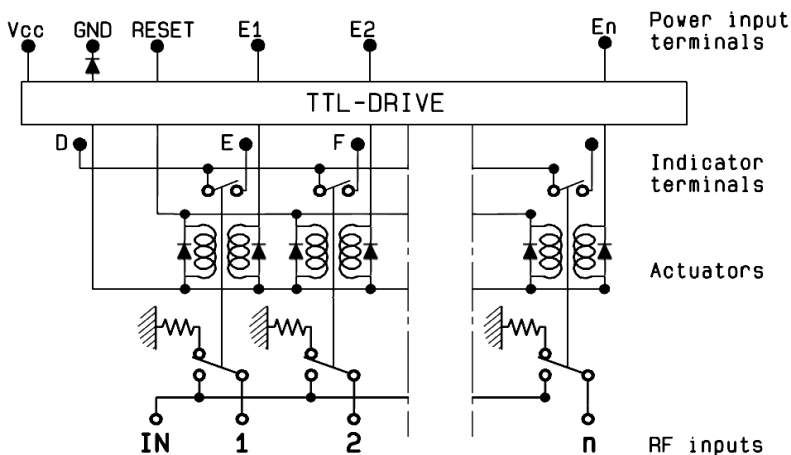 Vcc GND RESET E1 E2 En Power input
terminals
TTL-DRIVE
D E F Indicator
terminals
Actuators
IN 1 2 n RF inputs